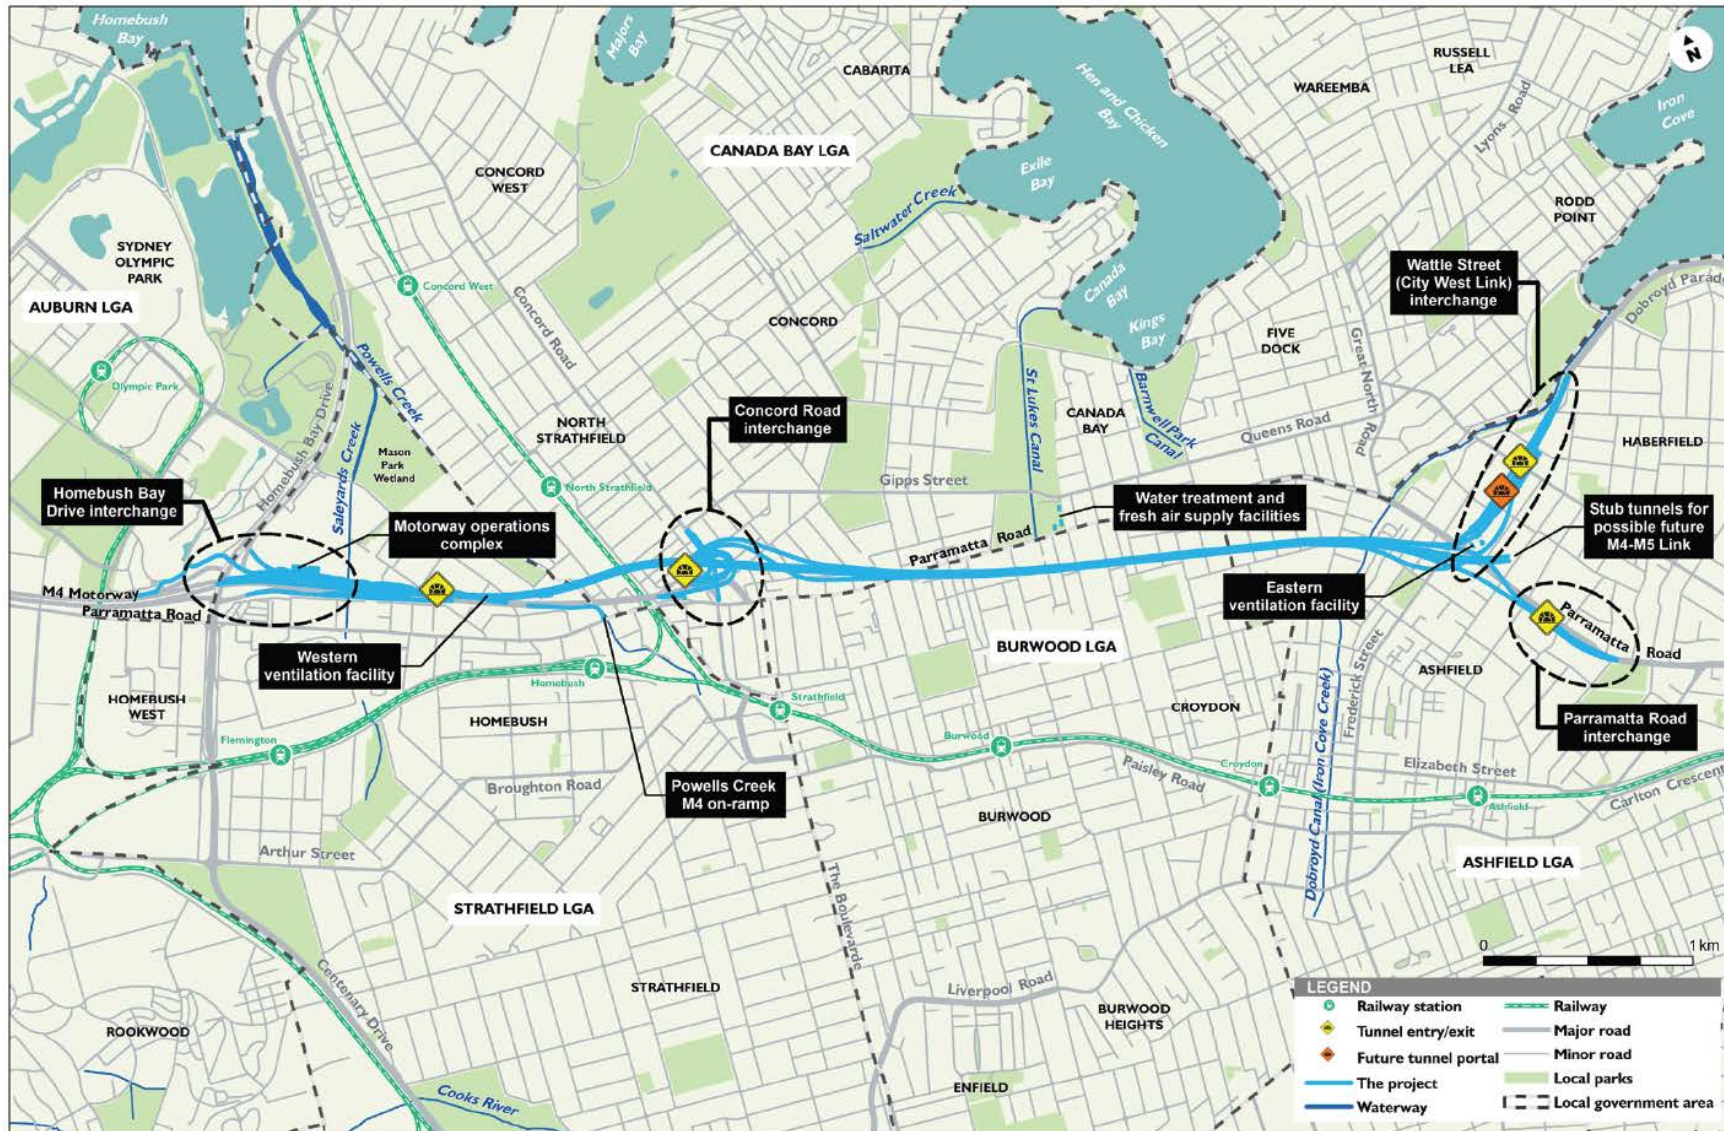 Homebush
Bay
Majors
Bay
CABARITA
Hen and Chicken
Bay
WAREEMBA
RUSSELL
LEA
N
Iron
Cove
Lyons Road
CANADA BAY LGA
CONCORD
WEST
Exile
Bay
RODD
POINT
Saltwater Creek
SYDNEY
OLYMPIC
PARK
Wattle Street
(City West Link)
interchange
AUBURN LGA
Concord West
Concord Road
CONCORD
Canada
Bay
Kings
Bay
FIVE
DOCK
Great North
Road
Dobroyd Parade
Olympic Park
Powells Creek
Homebush Bay Drive
St Lukes Canal
Barnwell Park
Canal
Concord Road
interchange
NORTH
STRATHFIELD
CANADA
BAY
Queens Road
HABERFIELD
Saleyards Creek
Mason
Park
Wetland
North Strathfield
Gipps Street
Homebush Bay
Drive interchange
Motorway operations
complex
Water treatment and
fresh air supply facilities
Stub tunnels for
possible future
M4-M5 Link
Parramatta Road
M4 Motorway
Parramatta Road
Eastern
ventilation facility
Western
ventilation facility
BURWOOD LGA
Parramatta
Road
HOMEBUSH
WEST
Homebush
Strathfield
Frederick Street
ASHFIELD
HOMEBUSH
CROYDON
Parramatta Road
interchange
Flemington
Burwood
Croydon
Elizabeth Street
Broughton Road
Powells Creek
M4 on-ramp
Paisley Road
Ashfield
Carlton Crescent
BURWOOD
Dobroyd Canal (Iron Cove Creek)
Arthur Street
ASHFIELD LGA
STRATHFIELD LGA
The Boulevarde
Centenary Drive
0 1 km
STRATHFIELD
Liverpool Road
BURWOOD
HEIGHTS
ROOKWOOD
ENFIELD
Cooks River
LEGEND
Railway station
Tunnel entry/exit
Future tunnel portal
The project
Waterway
Railway
Major road
Minor road
Local parks
Local government area